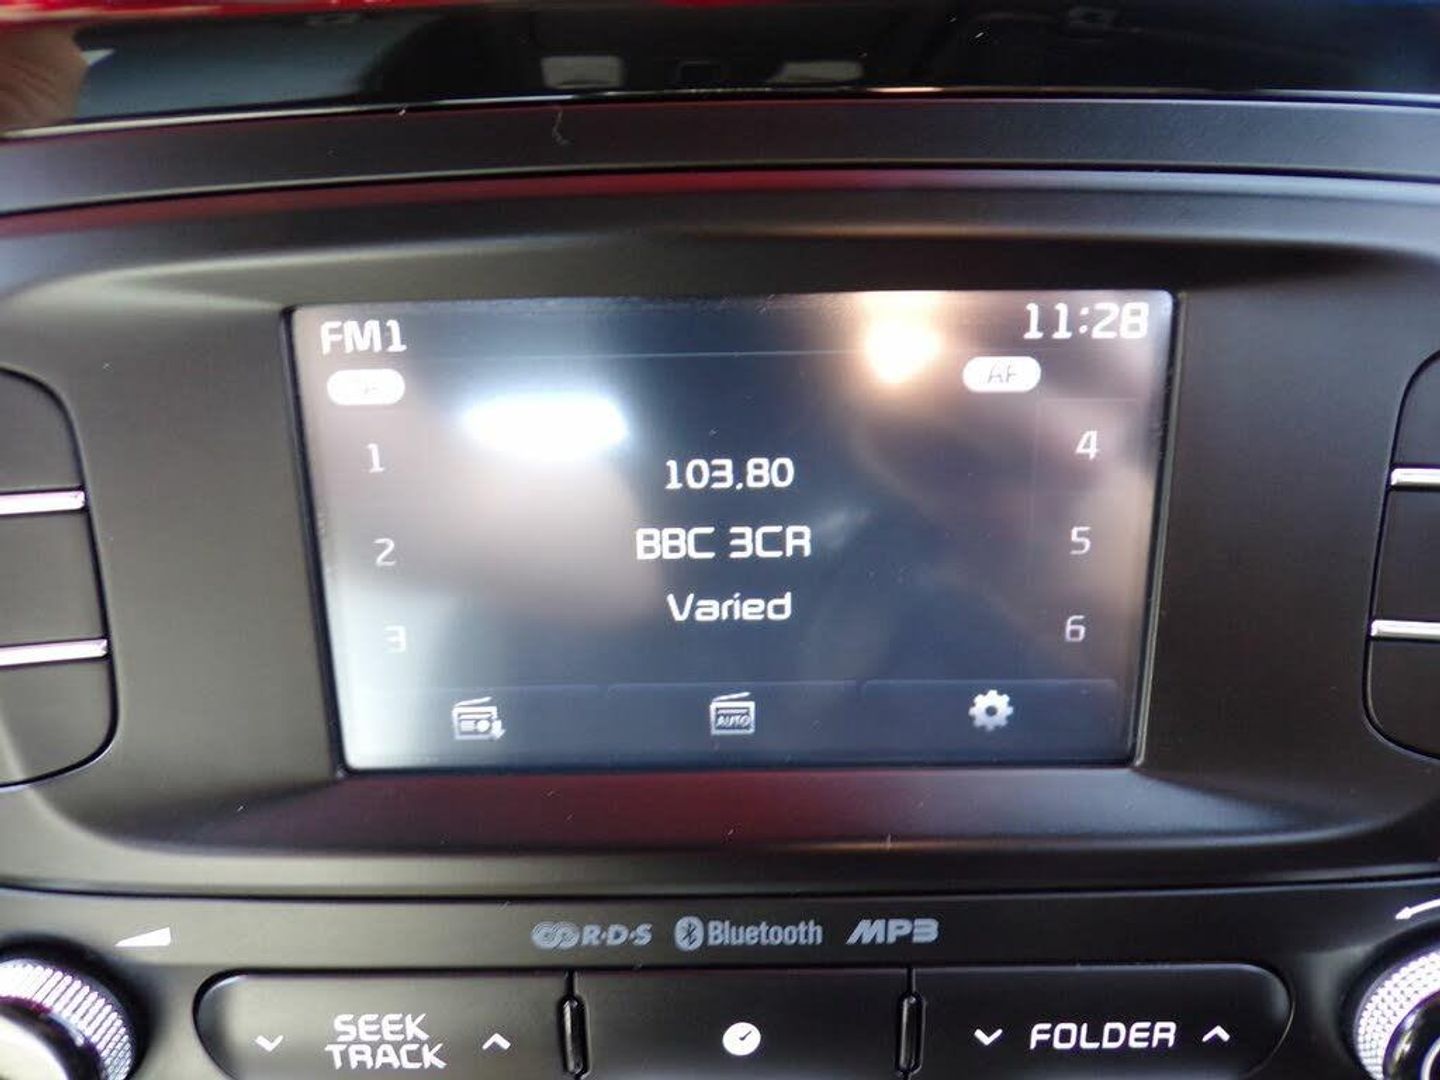 FM1 11:28
AF
1 103.80 4
2 BBC 3CR 5
3 Varied 6
AUTO
R·D·S Bluetooth MP3
SEEK
TRACK
FOLDER